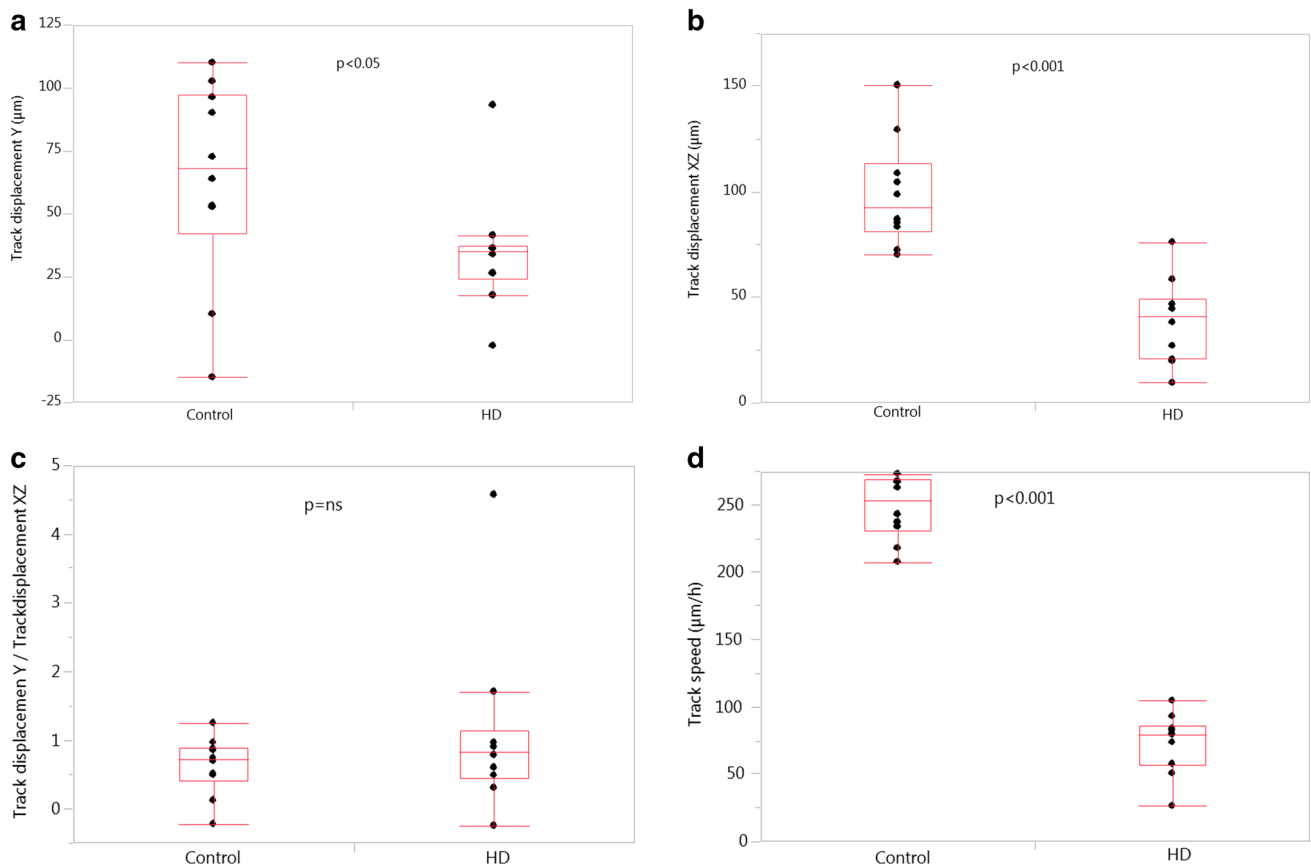 a
125
100
75
50
25
0
-25
Track displacement Y (μm)
p<0.05
Control
HD
b
150
100
50
0
Track displacement XZ (μm)
p<0.001
Control
HD
c
5
4
3
2
1
0
Track displacemen Y / Trackdisplacement XZ
p=ns
Control
HD
d
250
200
150
100
50
0
Track speed (μm/h)
p<0.001
Control
HD